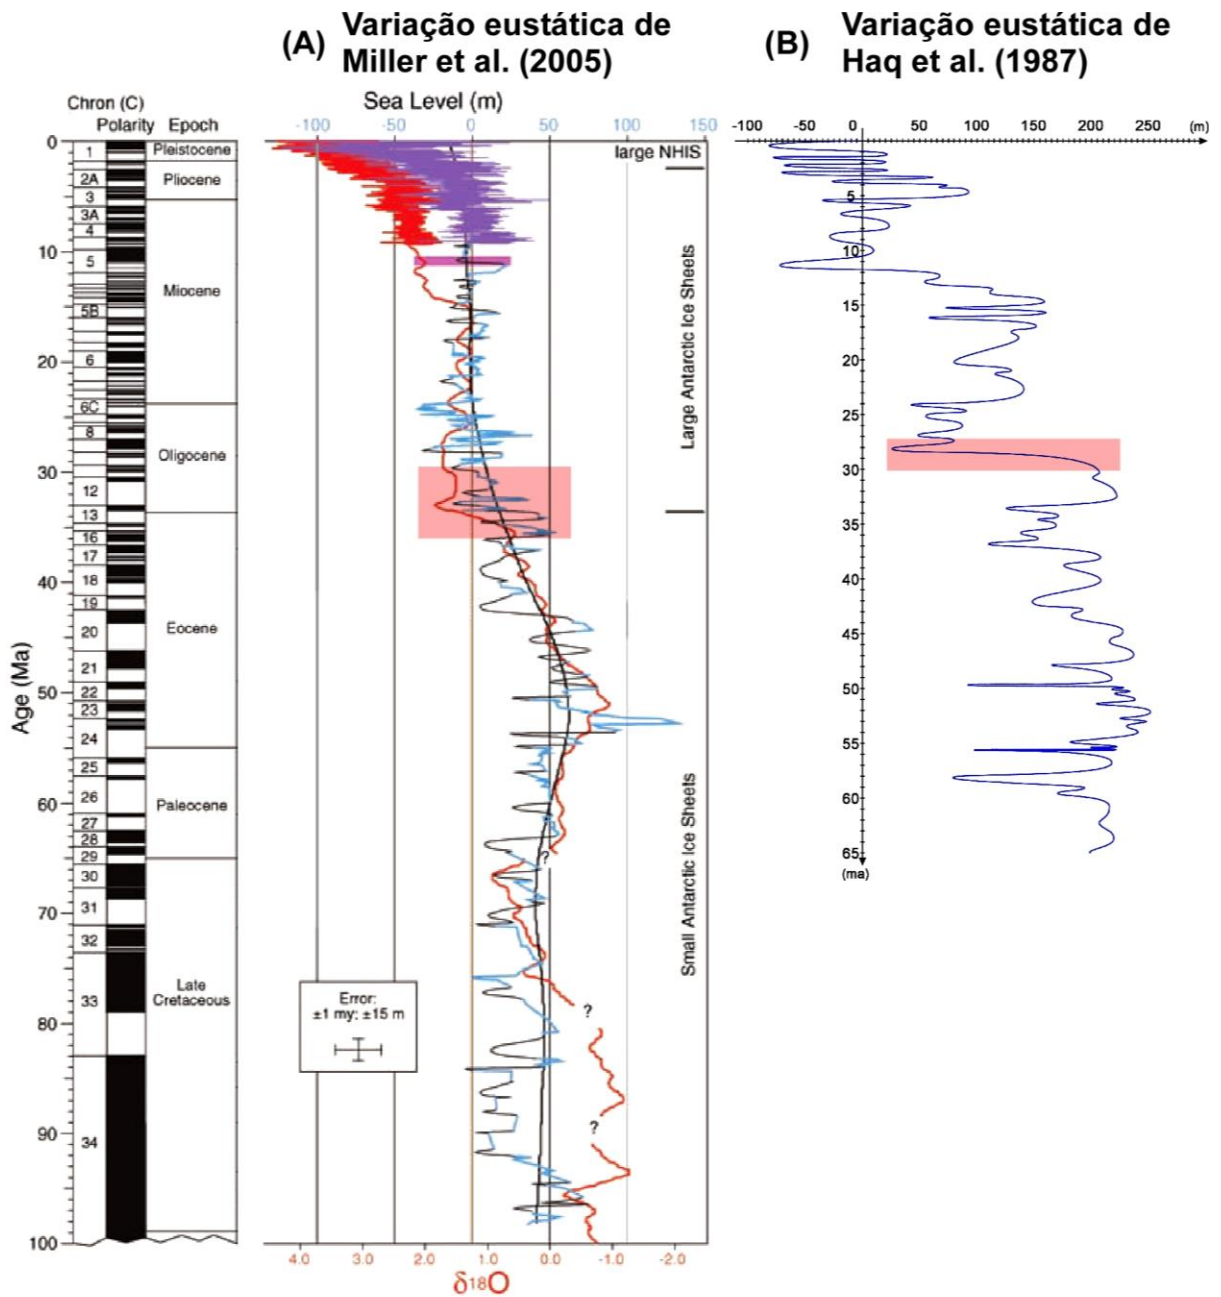 (A) Variação eustática de
Miller et al. (2005)
(B) Variação eustática de
Haq et al. (1987)
Chron (C)
Polarity Epoch
Sea Level (m)
-100 -50 0 50 100 150
-100 -50 0 50 100 150 200 250 (m)
Age (Ma)
0
10
20
30
40
50
60
70
80
90
100
1
2A
3
3A
4
5
5B
6
6C
8
12
13
16
17
18
19
20
21
22
23
24
25
26
27
28
29
30
31
32
33
34
Pleistocene
Pliocene
Miocene
Oligocene
Eocene
Paleocene
Late
Cretaceous
large NHIS
Large Antarctic Ice Sheets
Small Antarctic Ice Sheets
?
?
?
Error:
±1 my; ±15 m
4.0 3.0 2.0 1.0 0.0 -1.0 -2.0
δ18O
5
10
15
20
25
30
35
40
45
50
55
60
65
(ma)